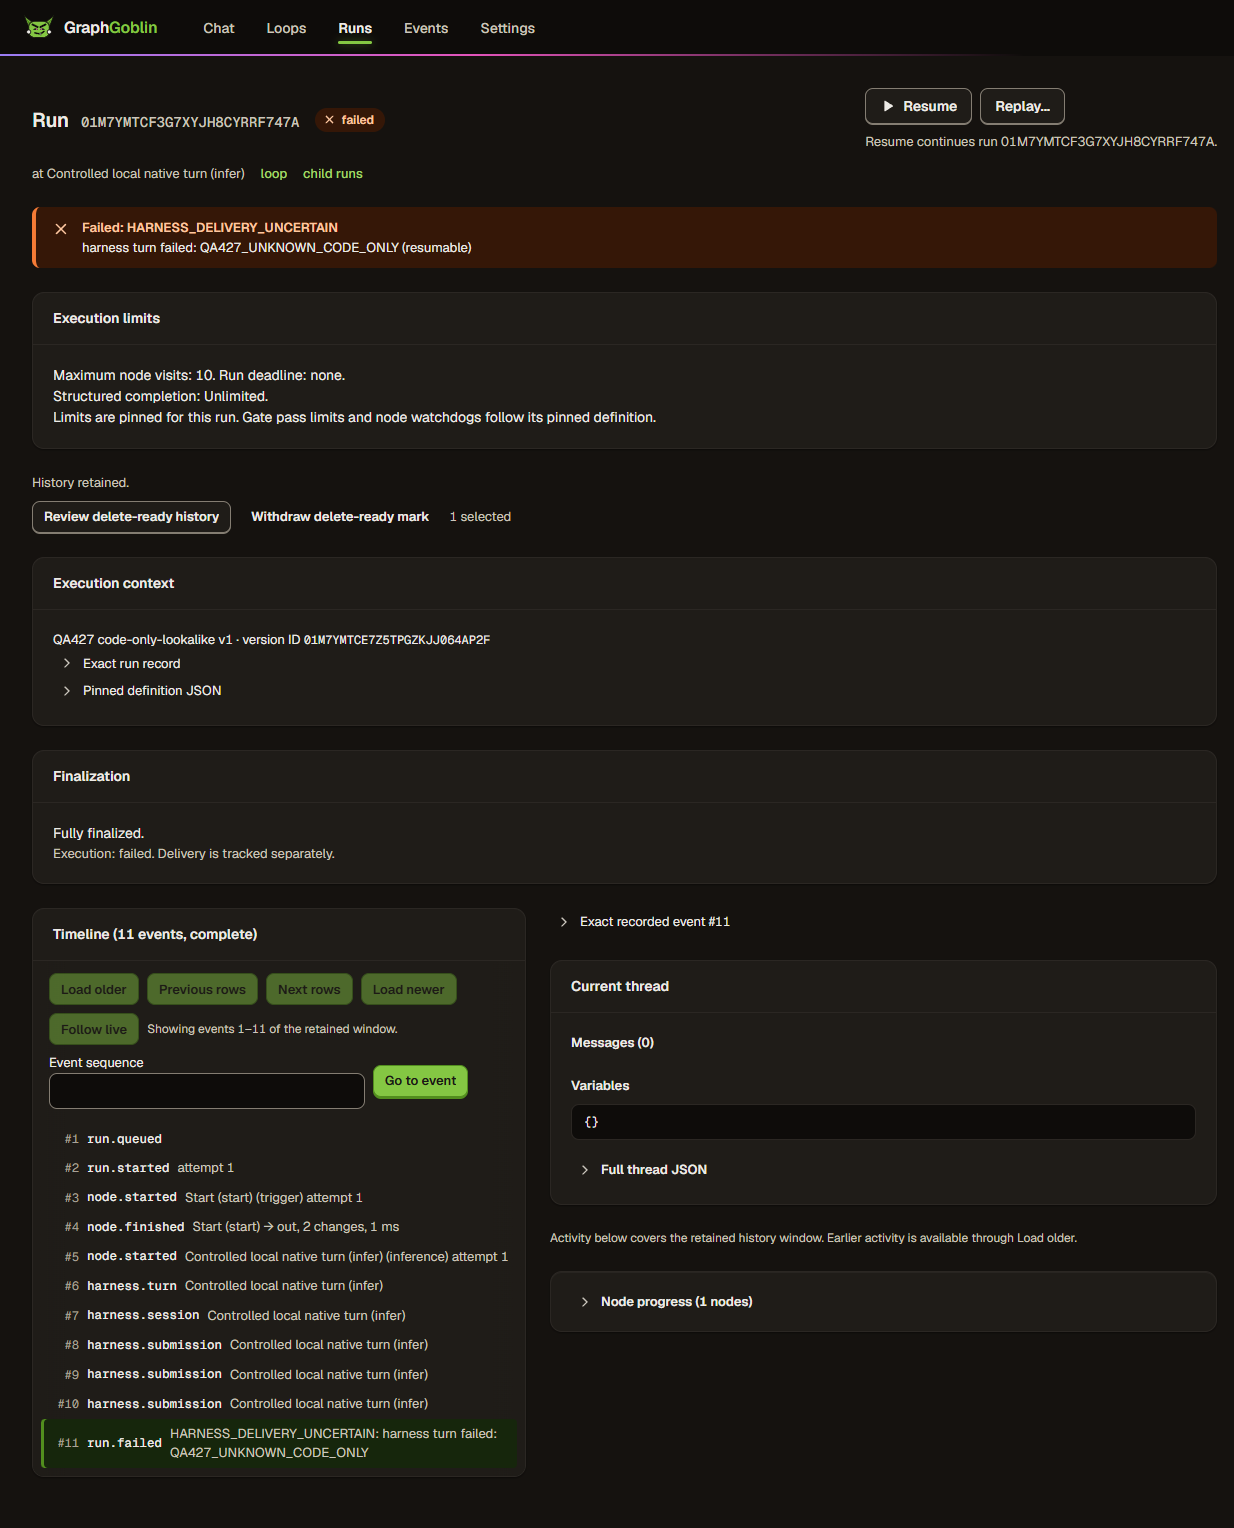 GraphGoblin
Chat
Loops
Runs
Events
Settings
Run 01M7YMTCF3G7XYJH8CYRRF747A
failed
Resume
Replay...
Resume continues run 01M7YMTCF3G7XYJH8CYRRF747A.
at Controlled local native turn (infer)
loop
child runs
Failed: HARNESS_DELIVERY_UNCERTAIN
harness turn failed: QA427_UNKNOWN_CODE_ONLY (resumable)
Execution limits
Maximum node visits: 10. Run deadline: none.
Structured completion: Unlimited.
Limits are pinned for this run. Gate pass limits and node watchdogs follow its pinned definition.
History retained.
Review delete-ready history
Withdraw delete-ready mark
1 selected
Execution context
QA427 code-only-lookalike v1 · version ID 01M7YMTCE7Z5TPGZKJJ064AP2F
Exact run record
Pinned definition JSON
Finalization
Fully finalized.
Execution: failed. Delivery is tracked separately.
Timeline (11 events, complete)
Load older
Previous rows
Next rows
Load newer
Follow live
Showing events 1–11 of the retained window.
Event sequence
Go to event
#1 run.queued
#2 run.started attempt 1
#3 node.started Start (start) (trigger) attempt 1
#4 node.finished Start (start) → out, 2 changes, 1 ms
#5 node.started Controlled local native turn (infer) (inference) attempt 1
#6 harness.turn Controlled local native turn (infer)
#7 harness.session Controlled local native turn (infer)
#8 harness.submission Controlled local native turn (infer)
#9 harness.submission Controlled local native turn (infer)
#10 harness.submission Controlled local native turn (infer)
#11 run.failed HARNESS_DELIVERY_UNCERTAIN: harness turn failed:
QA427_UNKNOWN_CODE_ONLY
Exact recorded event #11
Current thread
Messages (0)
Variables
{}
Full thread JSON
Activity below covers the retained history window. Earlier activity is available through Load older.
Node progress (1 nodes)